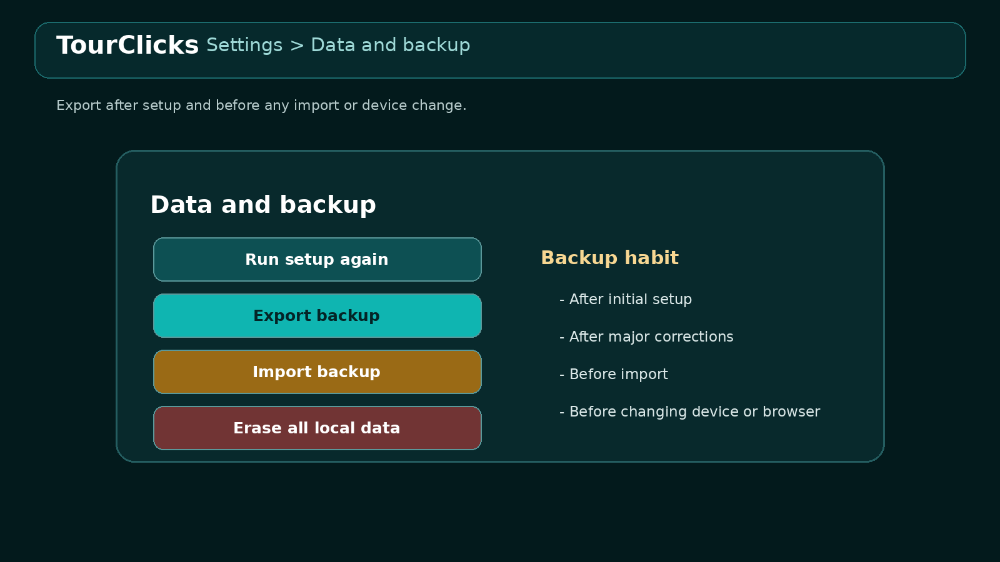 TourClicks Settings > Data and backup
Export after setup and before any import or device change.
Data and backup
Run setup again
Export backup
Import backup
Erase all local data
Backup habit
- After initial setup
- After major corrections
- Before import
- Before changing device or browser